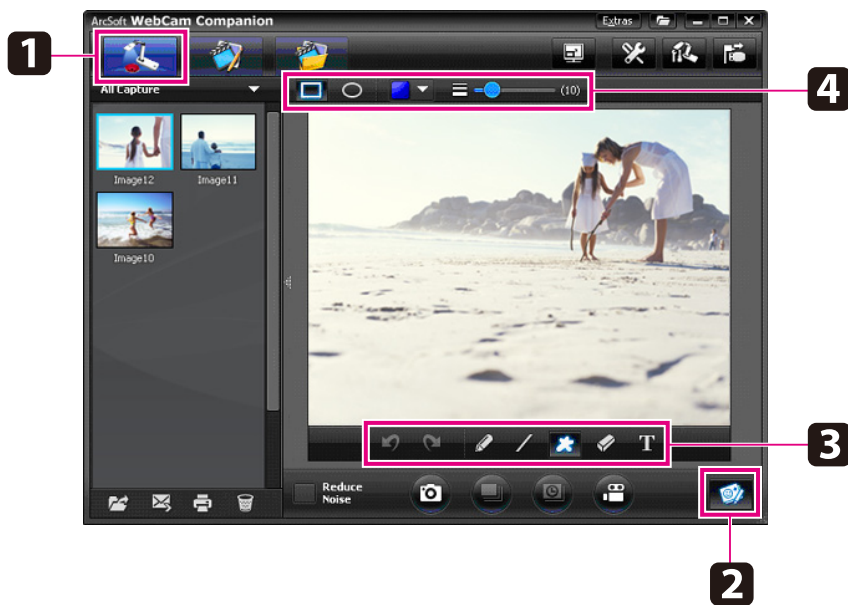 ArcSoft WebCam Companion
Extras
1
All Capture
(10)
4
Image12
Image11
Image10
T
3
Reduce
Noise
2